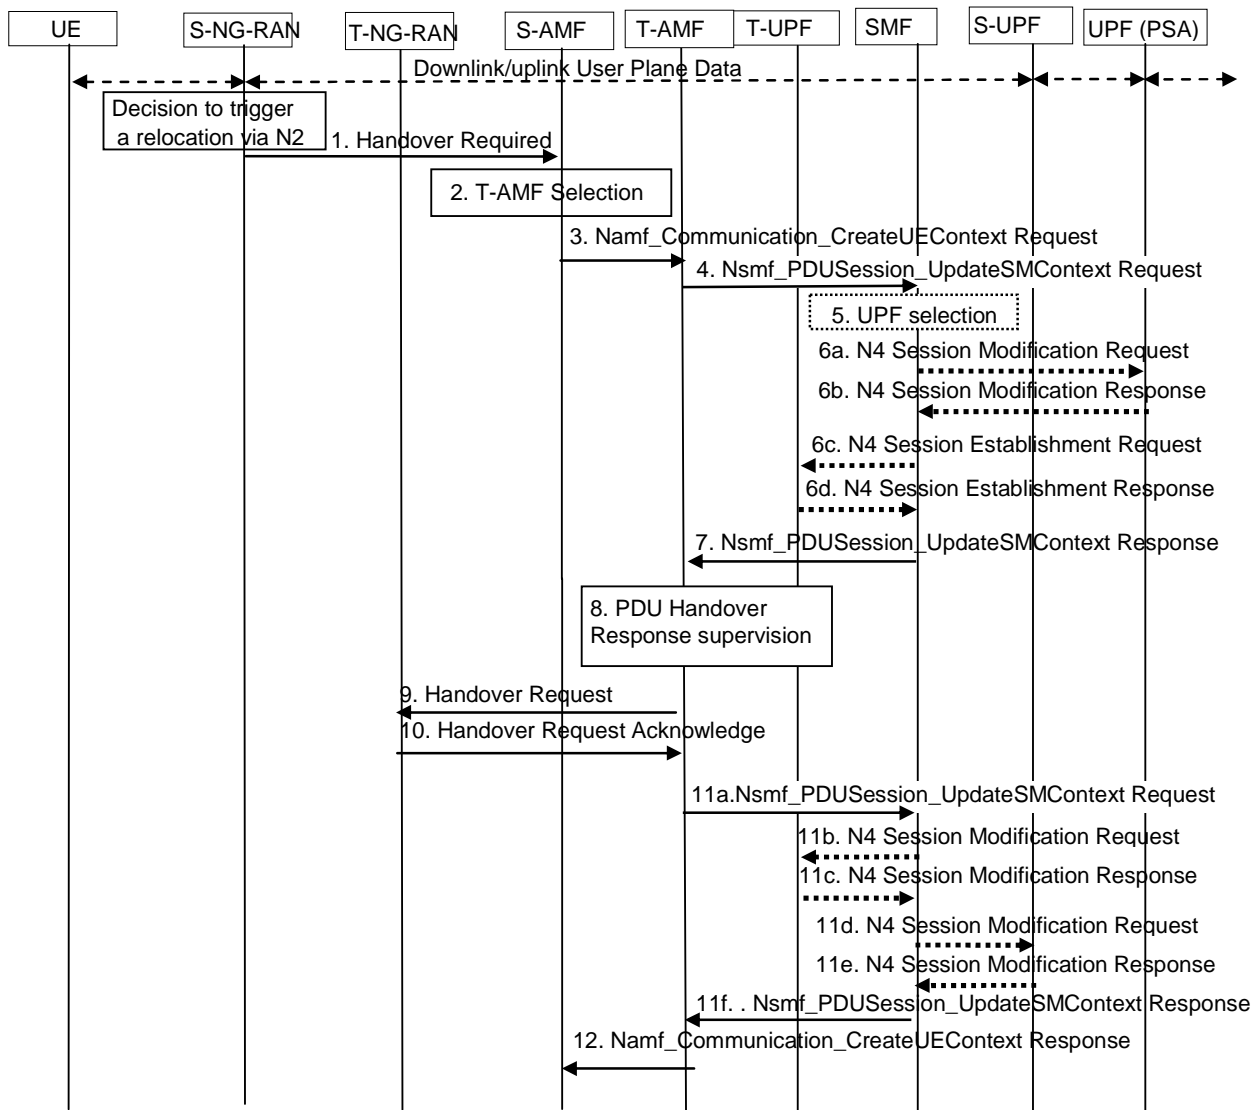 UE
S-NG-RAN
T-NG-RAN
S-AMF
T-AMF
T-UPF
SMF
S-UPF
UPF (PSA)
Downlink/uplink User Plane Data
Decision to trigger
a relocation via N2
1. Handover Required
2. T-AMF Selection
3. Namf_Communication_CreateUEContext Request
4. Nsmf_PDUSession_UpdateSMContext Request
5. UPF selection
6a. N4 Session Modification Request
6b. N4 Session Modification Response
6c. N4 Session Establishment Request
6d. N4 Session Establishment Response
7. Nsmf_PDUSession_UpdateSMContext Response
8. PDU Handover
Response supervision
9. Handover Request
10. Handover Request Acknowledge
11a.Nsmf_PDUSession_UpdateSMContext Request
11b. N4 Session Modification Request
11c. N4 Session Modification Response
11d. N4 Session Modification Request
11e. N4 Session Modification Response
11f. . Nsmf_PDUSession_UpdateSMContext Response
12. Namf_Communication_CreateUEContext Response